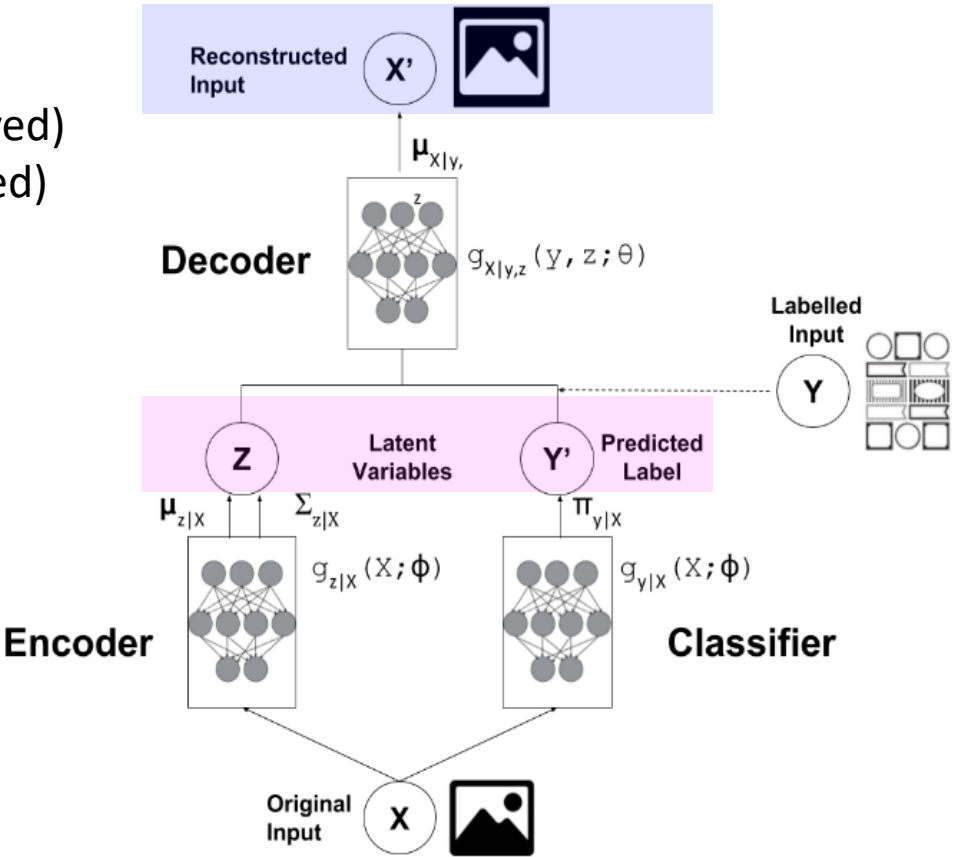 Reconstructed
Input
X'
ved)
ed)
μX|y,
z
Decoder
gX|y,z(y,z;θ)
Labelled
Input
Y
Z
Latent
Variables
Y'
Predicted
Label
μz|X
Σz|X
πy|X
gz|X(X;ϕ)
gy|X(X;ϕ)
Encoder
Classifier
Original
Input
X